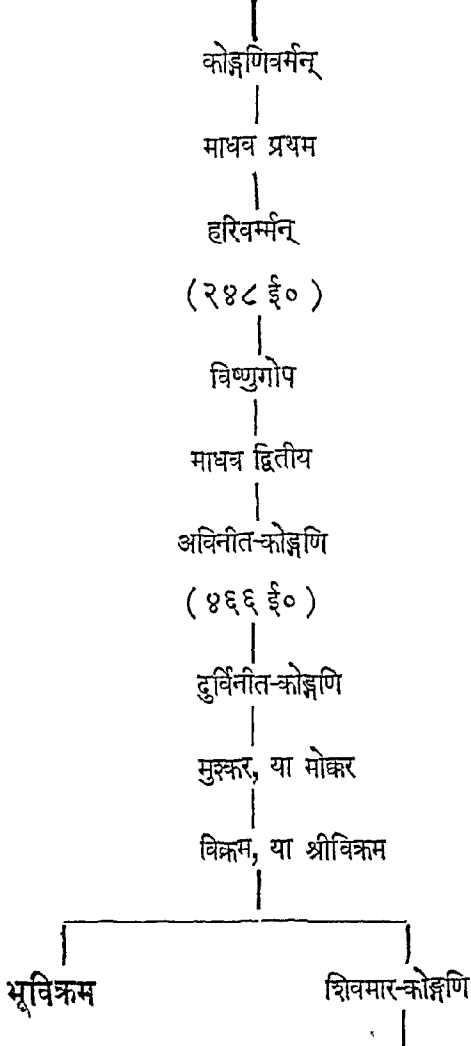 कोङ्गणिवर्मन्
माधव प्रथम
हरिवर्म्मन्
(२४८ ई० )
विष्णुगोप
माधव द्वितीय
अविनीत-कोङ्गणि
( ४६६ ई० )
दुर्विनीत-कोङ्गणि
मुश्कर, या मोक्कर
विक्रम, या श्रीविक्रम
भूविक्रम शिवमार-कोङ्गणि